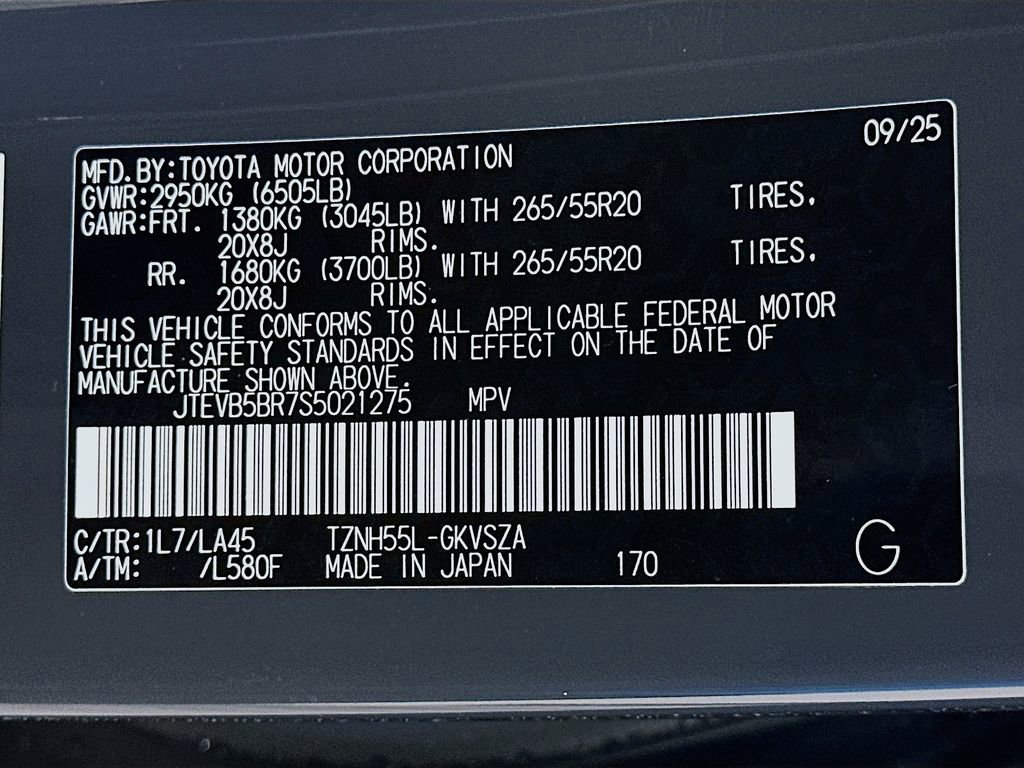 09/25
MFD. BY: TOYOTA MOTOR CORPORATION
GVWR: 2950KG (6505LB)
GAWR: FRT. 1380KG (3045LB) WITH 265/55R20 TIRES.
20X8J RIMS.
RR. 1680KG (3700LB) WITH 265/55R20 TIRES.
20X8J RIMS.
THIS VEHICLE CONFORMS TO ALL APPLICABLE FEDERAL MOTOR
VEHICLE SAFETY STANDARDS IN EFFECT ON THE DATE OF
MANUFACTURE SHOWN ABOVE.
JTEVB5BR7S5021275 MPV
C/TR: 1L7/LA45 TZNH55L-GKVSZA
A/TM: /L580F MADE IN JAPAN 170
G